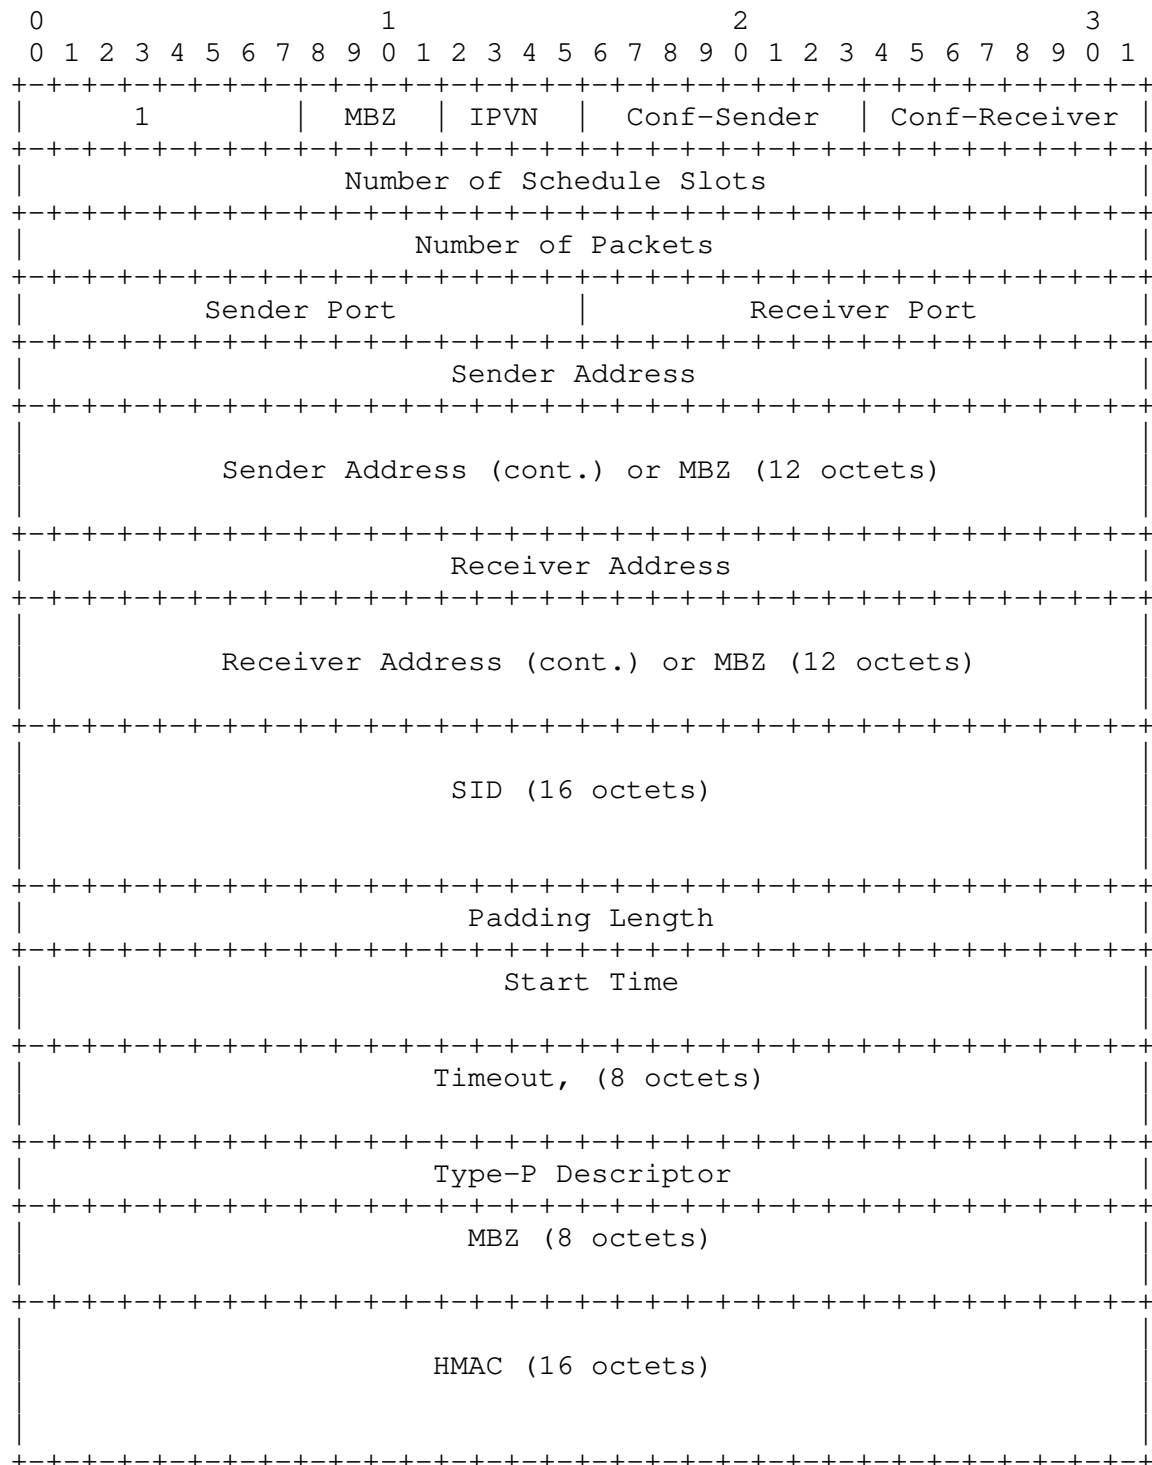 0                   1                   2                   3
0 1 2 3 4 5 6 7 8 9 0 1 2 3 4 5 6 7 8 9 0 1 2 3 4 5 6 7 8 9 0 1
+-+-+-+-+-+-+-+-+-+-+-+-+-+-+-+-+-+-+-+-+-+-+-+-+-+-+-+-+-+-+-+-+
|      1        |  MBZ  | IPVN  |  Conf-Sender  | Conf-Receiver |
+-+-+-+-+-+-+-+-+-+-+-+-+-+-+-+-+-+-+-+-+-+-+-+-+-+-+-+-+-+-+-+-+
|                  Number of Schedule Slots                     |
+-+-+-+-+-+-+-+-+-+-+-+-+-+-+-+-+-+-+-+-+-+-+-+-+-+-+-+-+-+-+-+-+
|                      Number of Packets                        |
+-+-+-+-+-+-+-+-+-+-+-+-+-+-+-+-+-+-+-+-+-+-+-+-+-+-+-+-+-+-+-+-+
|          Sender Port          |         Receiver Port         |
+-+-+-+-+-+-+-+-+-+-+-+-+-+-+-+-+-+-+-+-+-+-+-+-+-+-+-+-+-+-+-+-+
|                        Sender Address                         |
+-+-+-+-+-+-+-+-+-+-+-+-+-+-+-+-+-+-+-+-+-+-+-+-+-+-+-+-+-+-+-+-+
|                                                               |
|           Sender Address (cont.) or MBZ (12 octets)           |
|                                                               |
+-+-+-+-+-+-+-+-+-+-+-+-+-+-+-+-+-+-+-+-+-+-+-+-+-+-+-+-+-+-+-+-+
|                        Receiver Address                       |
+-+-+-+-+-+-+-+-+-+-+-+-+-+-+-+-+-+-+-+-+-+-+-+-+-+-+-+-+-+-+-+-+
|                                                               |
|           Receiver Address (cont.) or MBZ (12 octets)         |
|                                                               |
+-+-+-+-+-+-+-+-+-+-+-+-+-+-+-+-+-+-+-+-+-+-+-+-+-+-+-+-+-+-+-+-+
|                                                               |
|                        SID (16 octets)                        |
|                                                               |
|                                                               |
+-+-+-+-+-+-+-+-+-+-+-+-+-+-+-+-+-+-+-+-+-+-+-+-+-+-+-+-+-+-+-+-+
|                         Padding Length                        |
+-+-+-+-+-+-+-+-+-+-+-+-+-+-+-+-+-+-+-+-+-+-+-+-+-+-+-+-+-+-+-+-+
|                           Start Time                          |
|                                                               |
+-+-+-+-+-+-+-+-+-+-+-+-+-+-+-+-+-+-+-+-+-+-+-+-+-+-+-+-+-+-+-+-+
|                       Timeout, (8 octets)                     |
|                                                               |
+-+-+-+-+-+-+-+-+-+-+-+-+-+-+-+-+-+-+-+-+-+-+-+-+-+-+-+-+-+-+-+-+
|                       Type-P Descriptor                       |
+-+-+-+-+-+-+-+-+-+-+-+-+-+-+-+-+-+-+-+-+-+-+-+-+-+-+-+-+-+-+-+-+
|                         MBZ (8 octets)                        |
|                                                               |
+-+-+-+-+-+-+-+-+-+-+-+-+-+-+-+-+-+-+-+-+-+-+-+-+-+-+-+-+-+-+-+-+
|                                                               |
|                       HMAC (16 octets)                        |
|                                                               |
|                                                               |
+-+-+-+-+-+-+-+-+-+-+-+-+-+-+-+-+-+-+-+-+-+-+-+-+-+-+-+-+-+-+-+-+